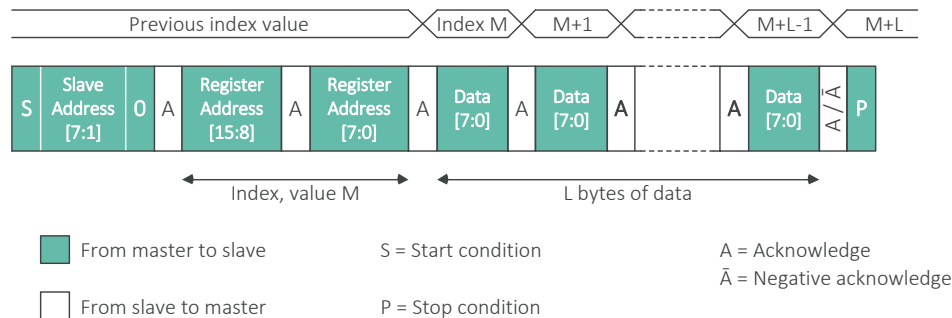 Previous index value Index M M+1 M+L-1 M+L
S Slave Address [7:1] 0 A Register Address [15:8] A Register Address [7:0] A Data [7:0] A Data [7:0] A A Data [7:0] A / Ā P
Index, value M L bytes of data
From master to slave S = Start condition A = Acknowledge
Ā = Negative acknowledge
From slave to master P = Stop condition